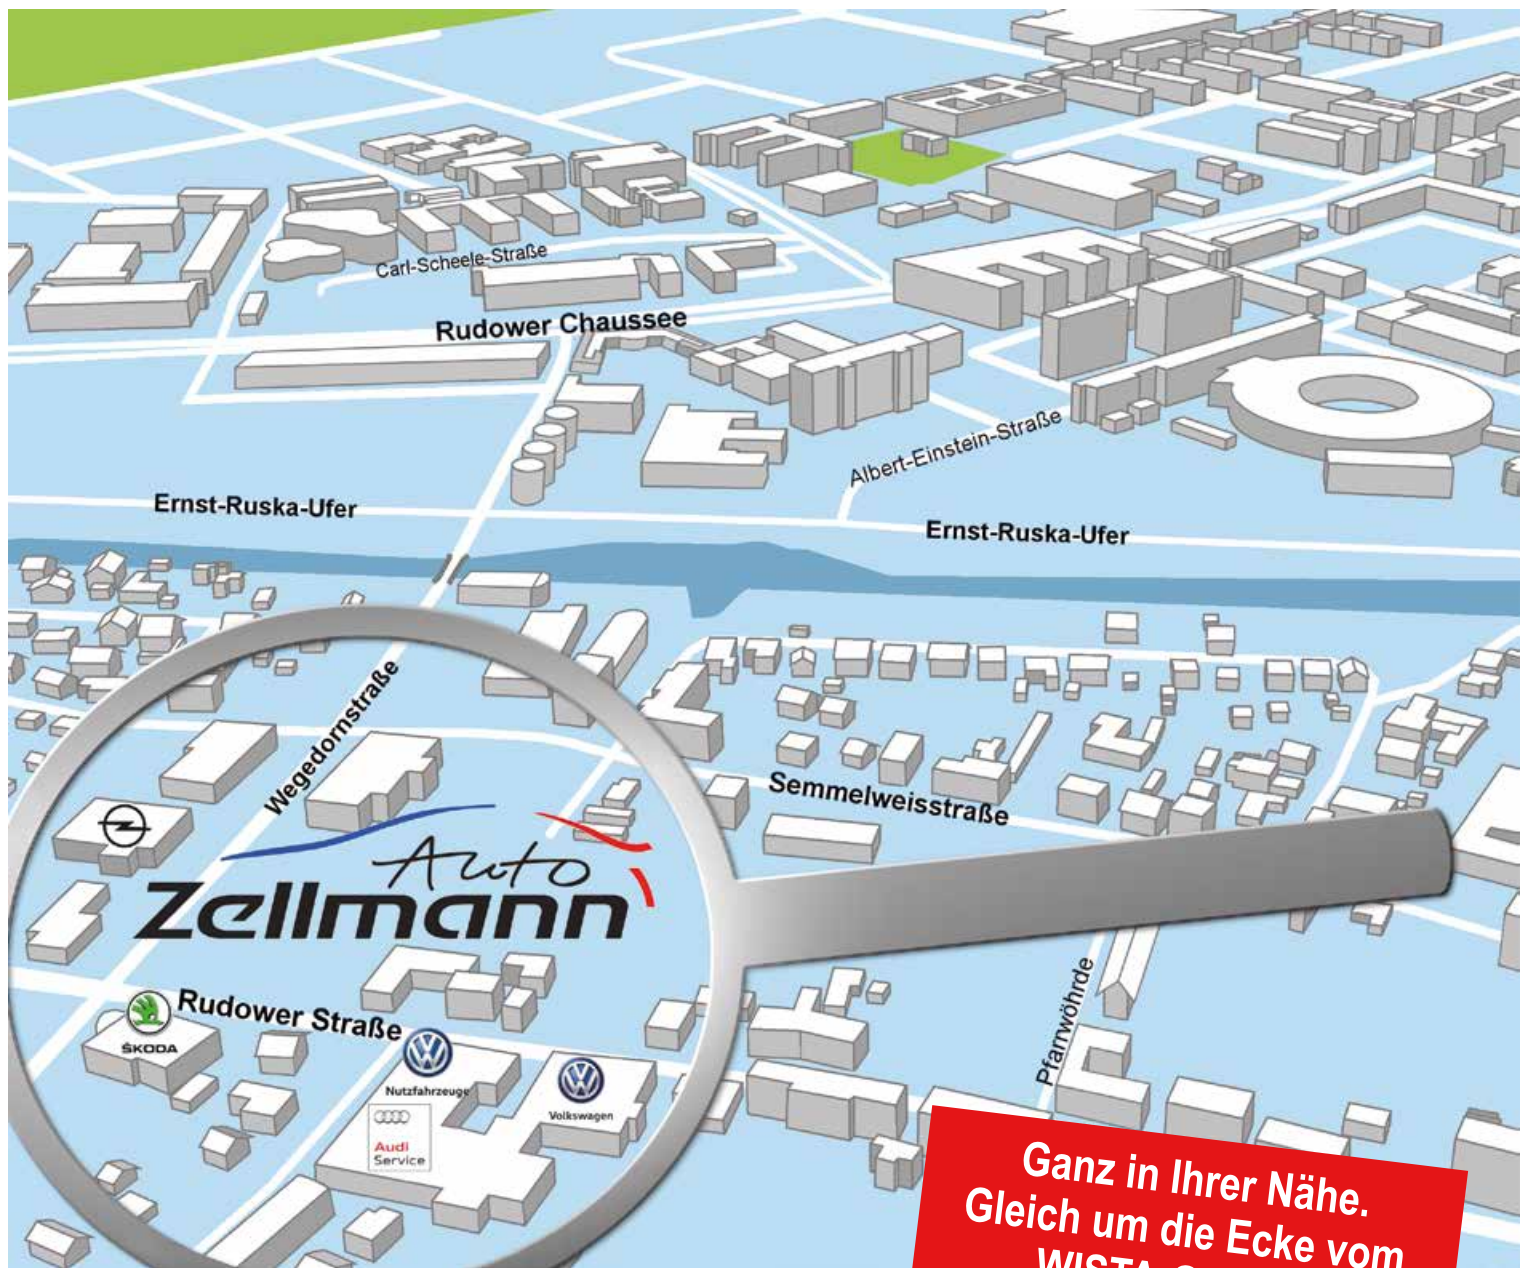 Carl-Scheele-Straße
Rudower Chaussee
Albert-Einstein-Straße
Ernst-Ruska-Ufer
Ernst-Ruska-Ufer
Wegedornstraße
Semmelweisstraße
Auto
Zellmann
Pfarrwöhrde
Rudower Straße
ŠKODA
Nutzfahrzeuge
Volkswagen
Audi
Service
Ganz in Ihrer Nähe.
Gleich um die Ecke vom
WISTA